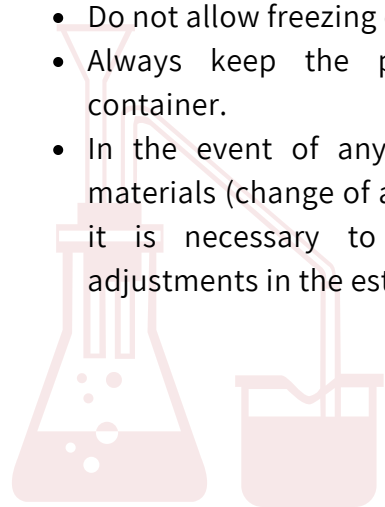 Do not allow freezing
Always keep the
container.
In the event of any
materials (change of
it is necessary to
adjustments in the